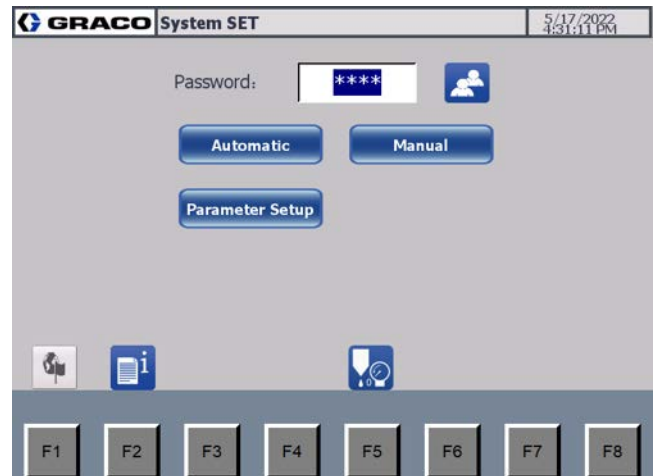 GRACO System SET 5/17/2022
4:31:11 PM
Password: ****
Automatic Manual
Parameter Setup
i
F1 F2 F3 F4 F5 F6 F7 F8